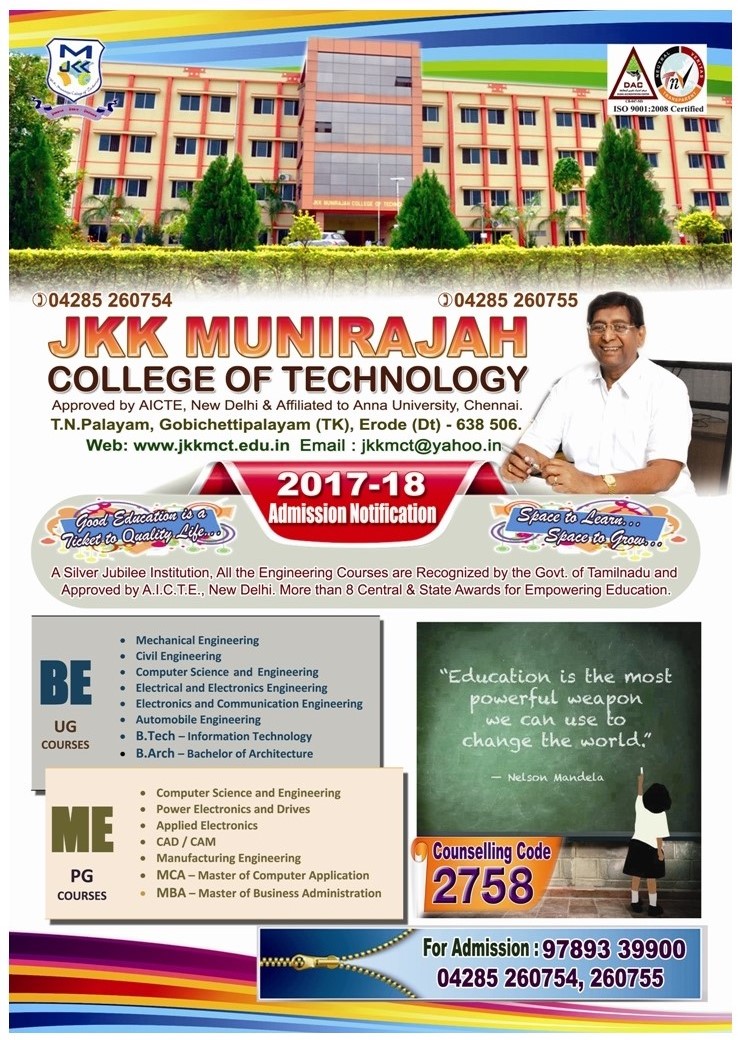 M
JKK
DAC
TnV
ISO 9001:2008 Certified
JKK MUNIRAJAH COLLEGE OF TECHNOLOGY
04285 260754
04285 260755
JKK MUNIRAJAH
COLLEGE OF TECHNOLOGY
Approved by AICTE, New Delhi & Affiliated to Anna University, Chennai.
T.N.Palayam, Gobichettipalayam (TK), Erode (Dt) - 638 506.
Web: www.jkkmct.edu.in Email : jkkmct@yahoo.in
2017-18
Admission Notification
Good Education is a
Ticket to Quality Life...
Space to Learn...
Space to Grow...
A Silver Jubilee Institution, All the Engineering Courses are Recognized by the Govt. of Tamilnadu and
Approved by A.I.C.T.E., New Delhi. More than 8 Central & State Awards for Empowering Education.
BE
UG
COURSES
• Mechanical Engineering
• Civil Engineering
• Computer Science and Engineering
• Electrical and Electronics Engineering
• Electronics and Communication Engineering
• Automobile Engineering
• B.Tech – Information Technology
• B.Arch – Bachelor of Architecture
ME
PG
COURSES
• Computer Science and Engineering
• Power Electronics and Drives
• Applied Electronics
• CAD / CAM
• Manufacturing Engineering
• MCA – Master of Computer Application
• MBA – Master of Business Administration
“Education is the most
powerful weapon
we can use to
change the world.”
— Nelson Mandela
Counselling Code
2758
For Admission : 97893 39900
04285 260754, 260755